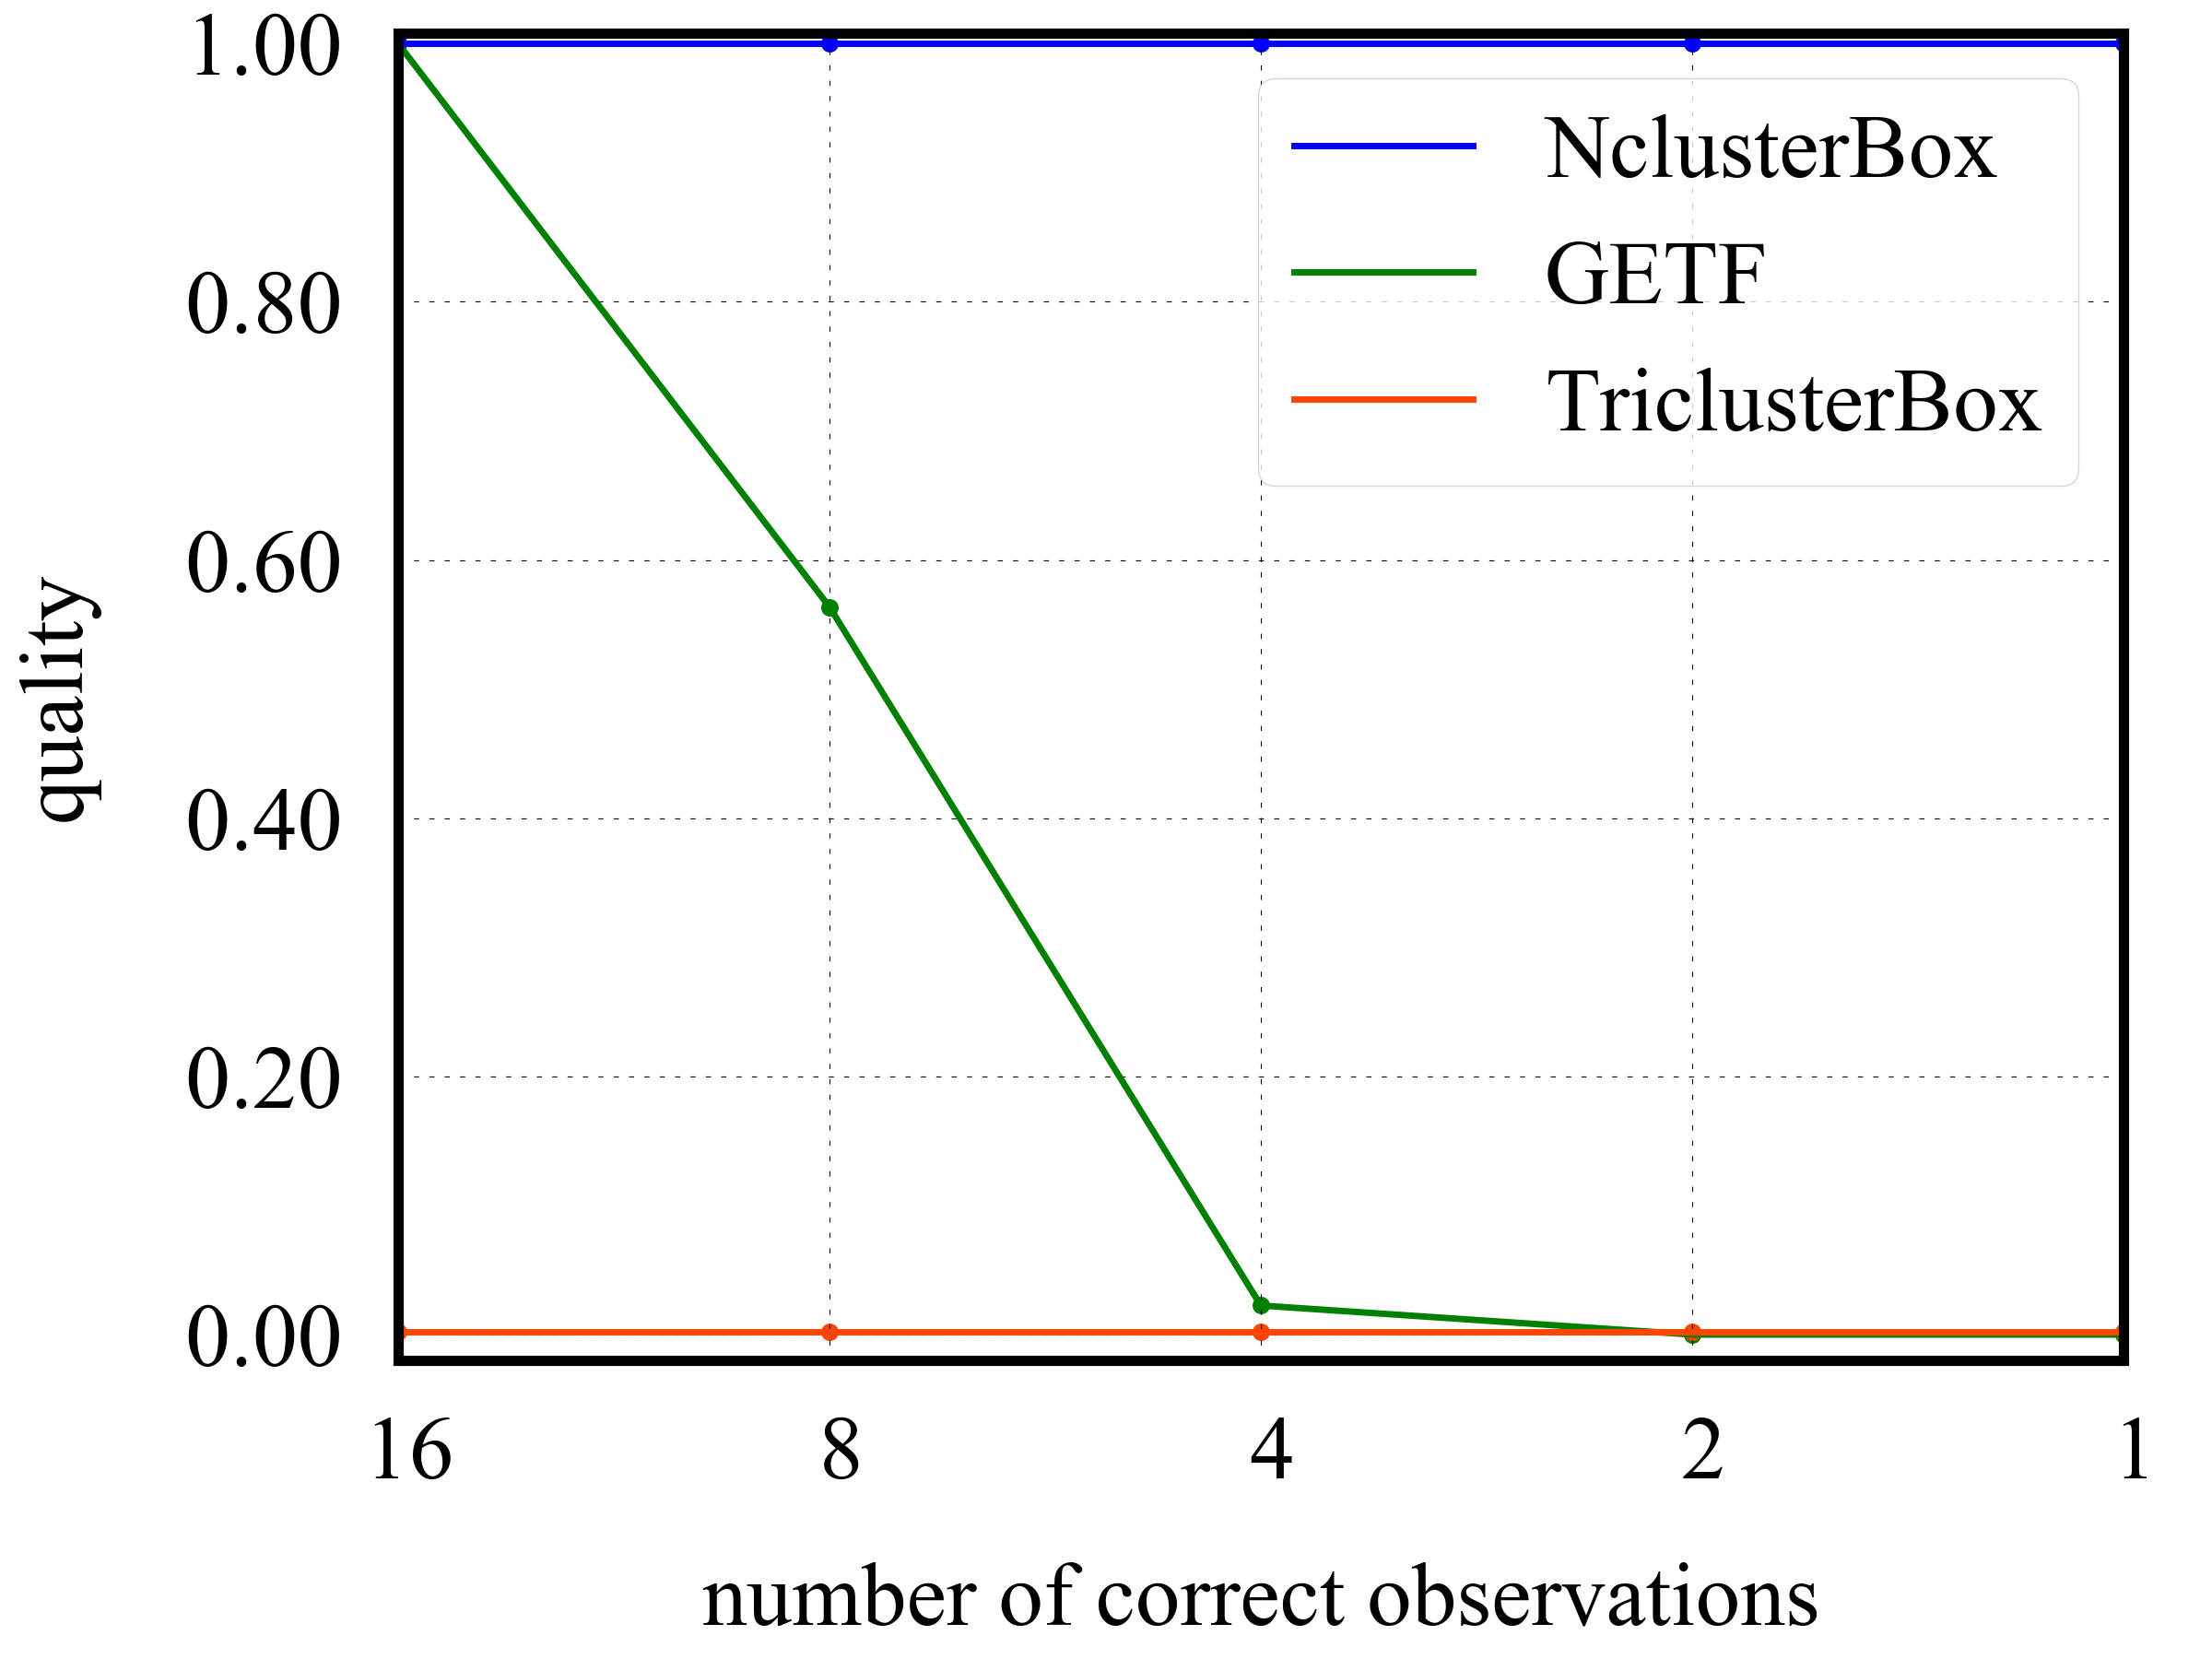 1.00
0.80
0.60
0.40
0.20
0.00
quality
NclusterBox
GETF
TriclusterBox
16 8 4 2 1
number of correct observations